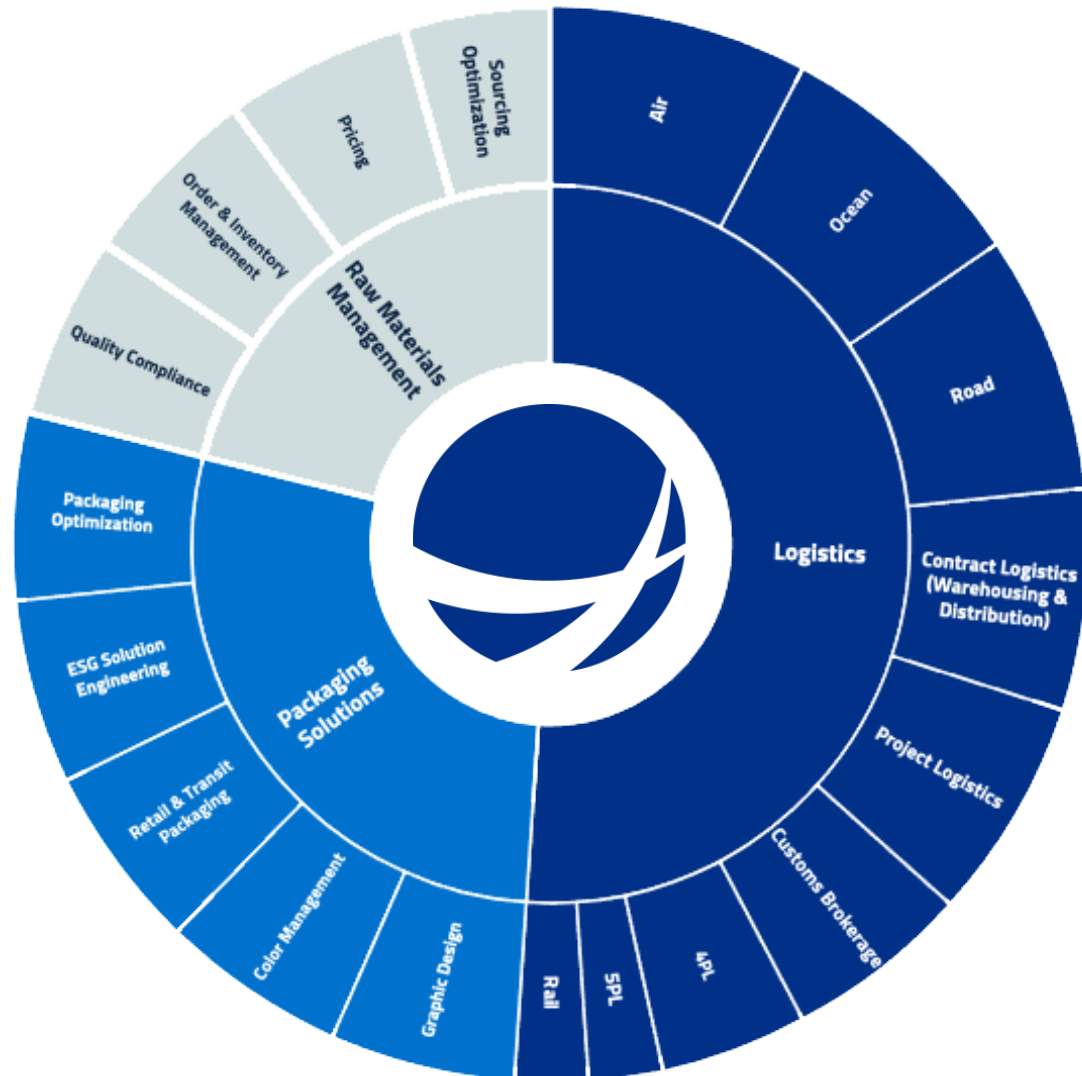 Sourcing
Optimization
Pricing
Order & Inventory
Management
Quality Compliance
Raw Materials
Management
Air
Ocean
Road
Contract Logistics
(Warehousing &
Distribution)
Project Logistics
Customs Brokerage
4PL
5PL
Rail
Logistics
Packaging
Optimization
ESG Solution
Engineering
Retail & Transit
Packaging
Color Management
Graphic Design
Packaging
Solutions